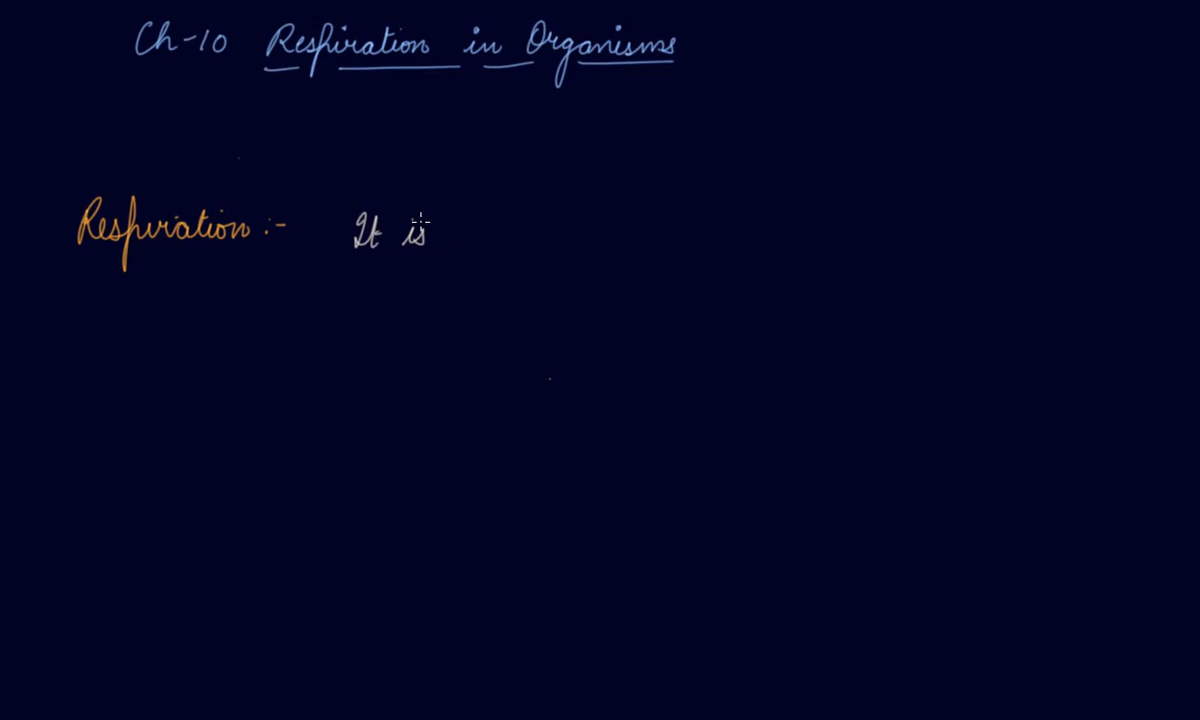 Ch-10 Respiration in Organisms
Respiration :- It is